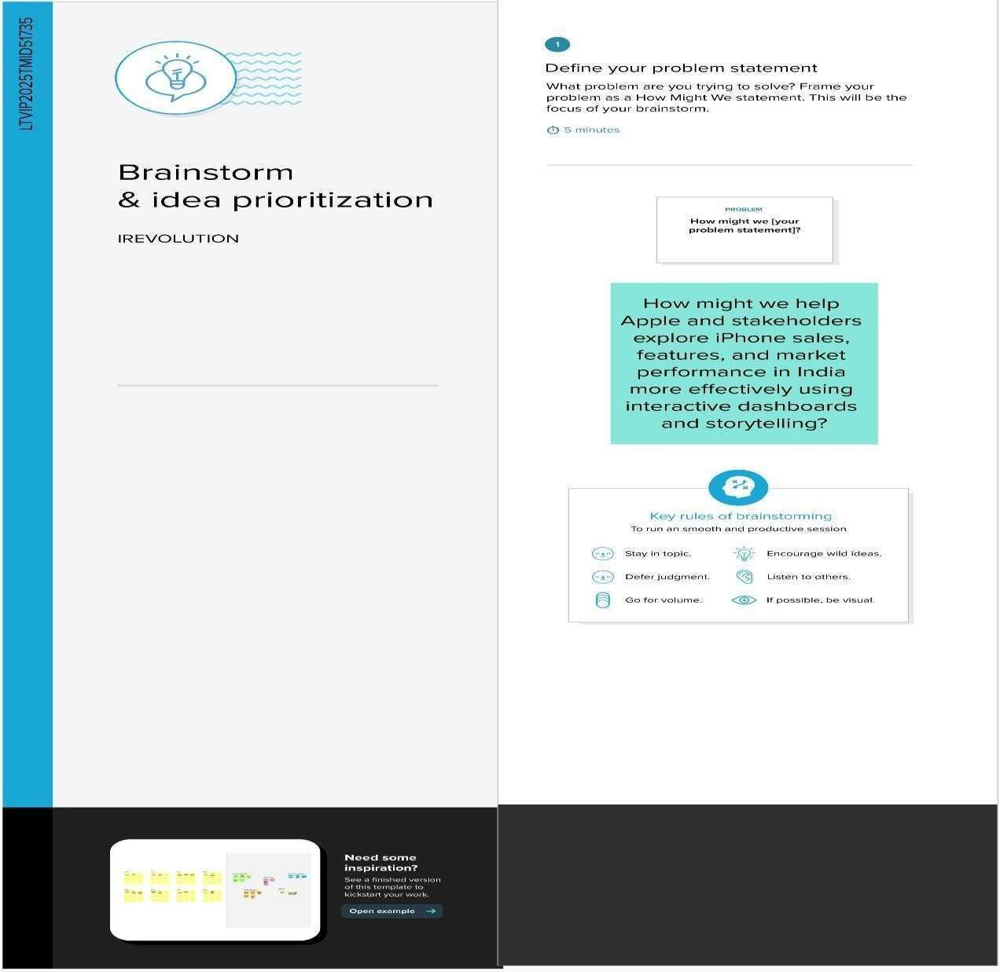 LTVIP2025TMID51735
Brainstorm
& idea prioritization
IREVOLUTION
Need some
inspiration?
See a finished version
of this template to
kickstart your work.
Open example
1
Define your problem statement
What problem are you trying to solve? Frame your
problem as a How Might We statement. This will be the
focus of your brainstorm.
5 minutes
PROBLEM
How might we [your
problem statement]?
How might we help
Apple and stakeholders
explore iPhone sales,
features, and market
performance in India
more effectively using
interactive dashboards
and storytelling?
Key rules of brainstorming
To run an smooth and productive session
Stay in topic.
Encourage wild ideas.
Defer judgment.
Listen to others.
Go for volume.
If possible, be visual.